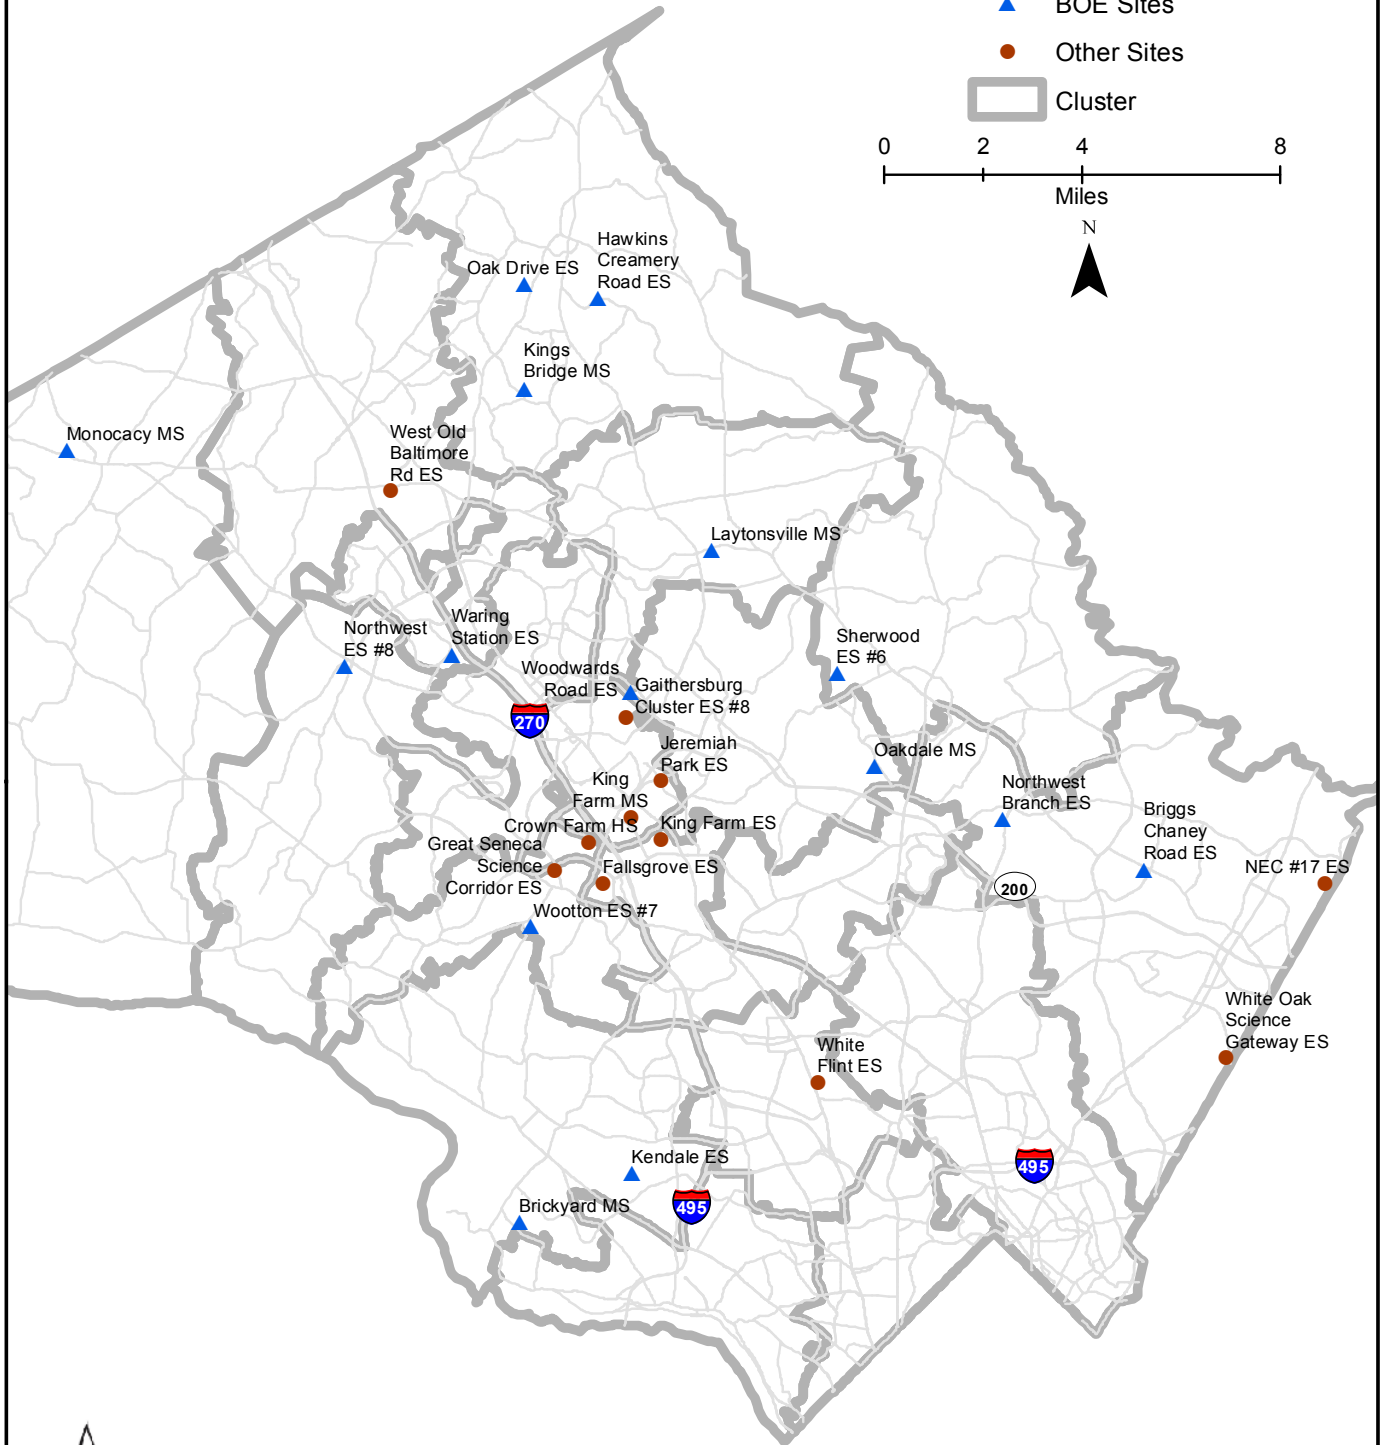 BOE Sites
Other Sites
Cluster
0 2 4 8
Miles
N
Hawkins
Creamery
Road ES
Oak Drive ES
Kings
Bridge MS
Monocacy MS
West Old
Baltimore
Rd ES
Laytonsville MS
Waring
Station ES
Northwest
ES #8
Sherwood
ES #6
Woodwards
Road ES
Gaithersburg
Cluster ES #8
270
Jeremiah
Park ES
Oakdale MS
King
Farm MS
Northwest
Branch ES
Briggs
Chaney
Road ES
Crown Farm HS
King Farm ES
Great Seneca
Science
Corridor ES
Fallsgrove ES
NEC #17 ES
200
Wootton ES #7
White Oak
Science
Gateway ES
White
Flint ES
Kendale ES
495
Brickyard MS
495